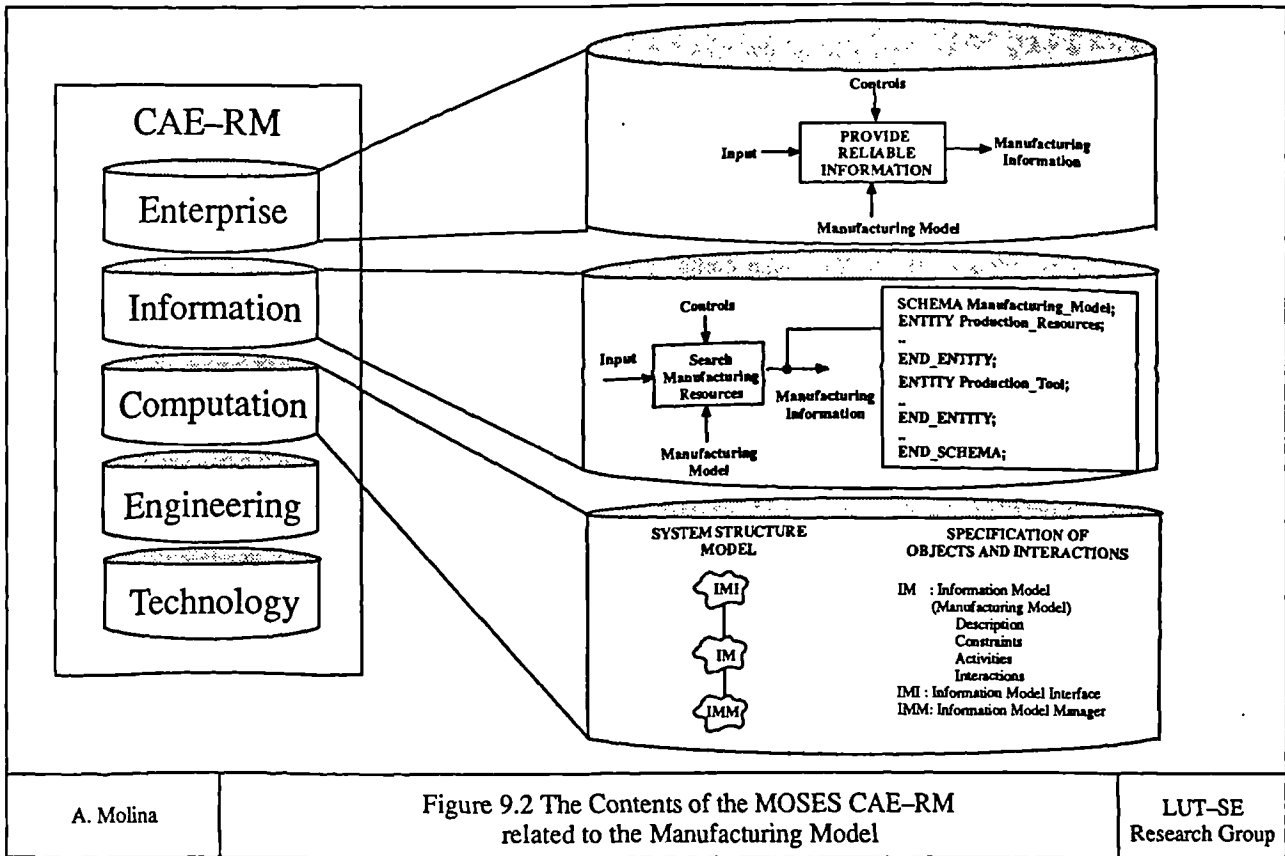 CAE–RM
Enterprise
Information
Computation
Engineering
Technology
Controls
Input
PROVIDE
RELIABLE
INFORMATION
Manufacturing
Information
Manufacturing Model
Controls
Input
Search
Manufacturing
Resources
Manufacturing
Information
Manufacturing
Model
SCHEMA Manufacturing_Model;
ENTITY Production_Resources;
..
END_ENTITY;
ENTITY Production_Tool;
..
END_ENTITY;
..
END_SCHEMA;
SYSTEM STRUCTURE
MODEL
IMI
IM
IMM
SPECIFICATION OF
OBJECTS AND INTERACTIONS
IM : Information Model
(Manufacturing Model)
Description
Constraints
Activities
Interactions
IMI : Information Model Interface
IMM: Information Model Manager
A. Molina
Figure 9.2 The Contents of the MOSES CAE–RM
related to the Manufacturing Model
LUT–SE
Research Group